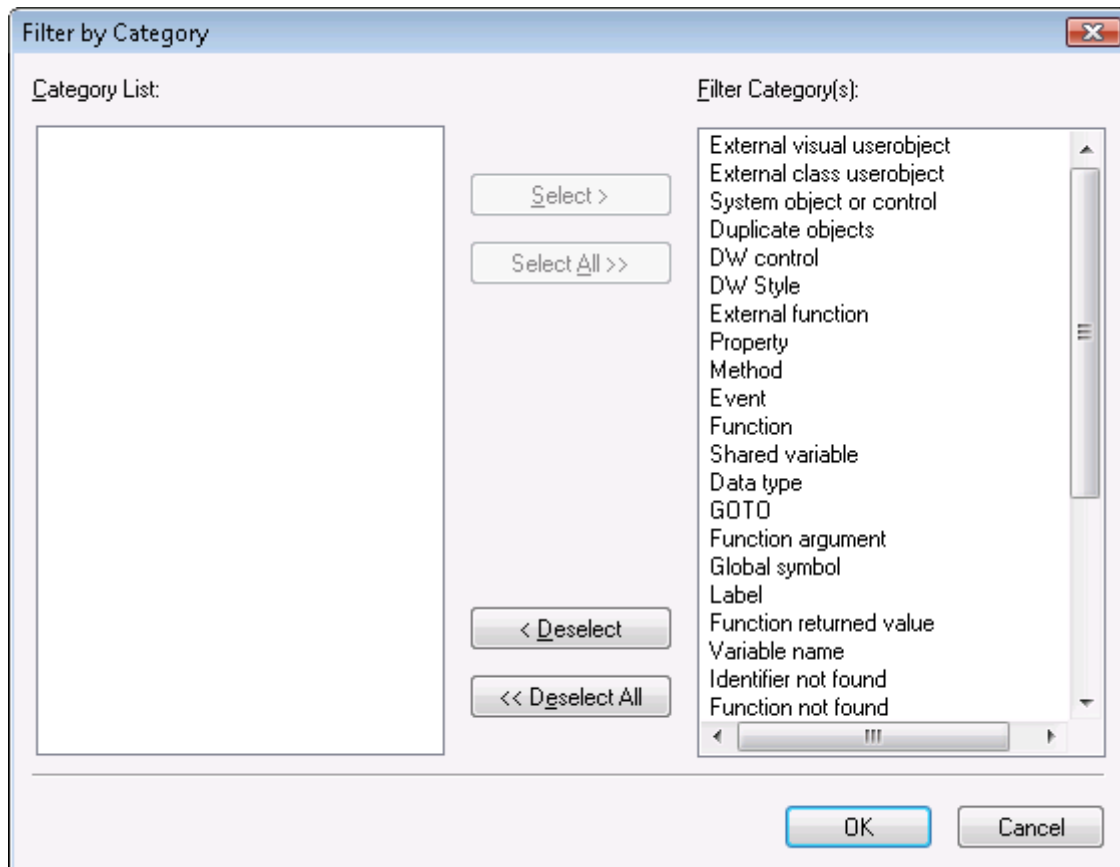 Filter by Category
Category List:
Filter Category(s):
Select >
Select All >>
< Deselect
<< Deselect All
External visual userobject
External class userobject
System object or control
Duplicate objects
DW control
DW Style
External function
Property
Method
Event
Function
Shared variable
Data type
GOTO
Function argument
Global symbol
Label
Function returned value
Variable name
Identifier not found
Function not found
OK
Cancel